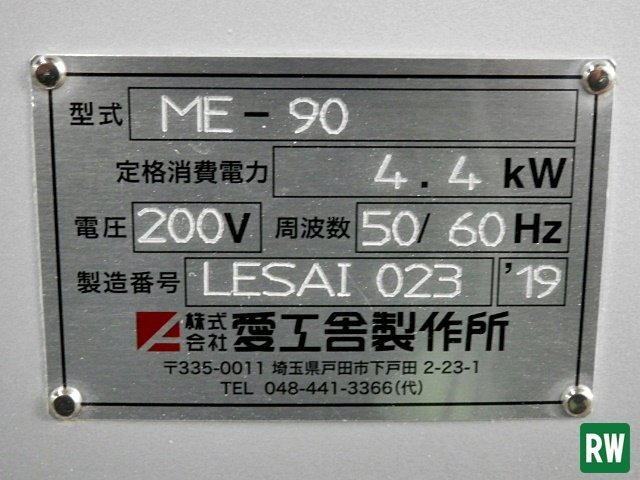 型式 ME-90
定格消費電力 4.4 kW
電圧 200V 周波数 50/60Hz
製造番号 LESAI 023 '19
株式会社 愛工舎製作所
〒335-0011 埼玉県戸田市下戸田 2-23-1
TEL 048-441-3366(代)
RW